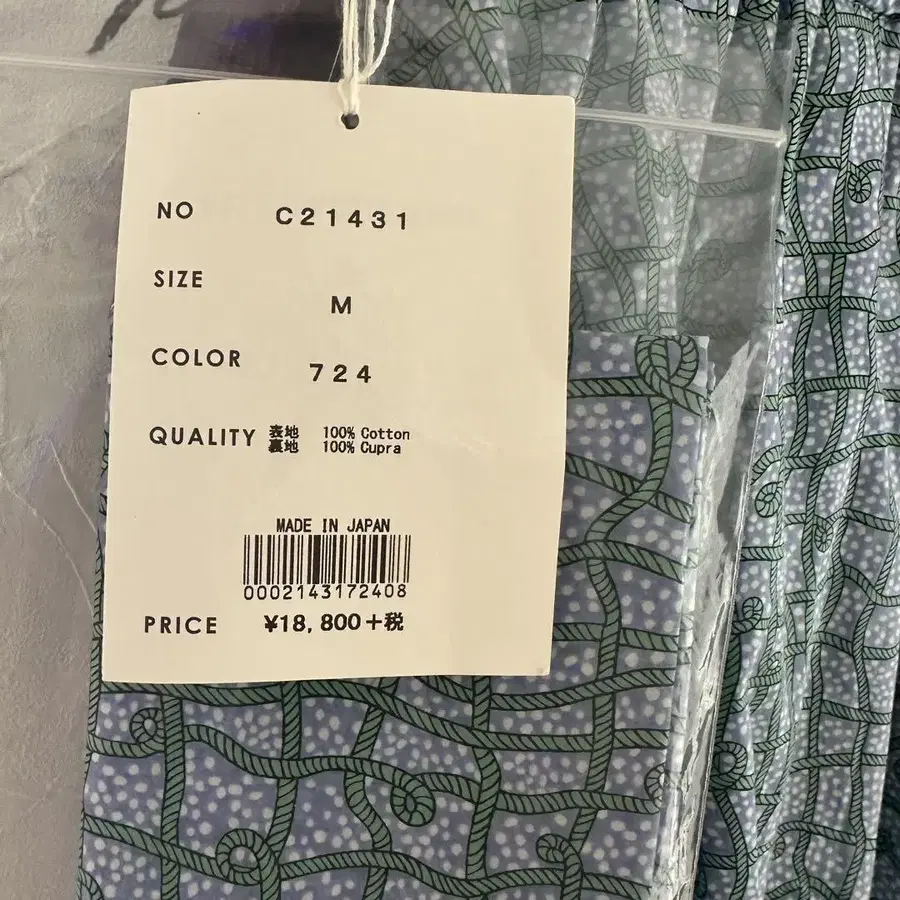 NO C21431
SIZE M
COLOR 724
QUALITY 表地 100% Cotton
裏地 100% Cupra
MADE IN JAPAN
0002143172408
PRICE ¥18,800+税